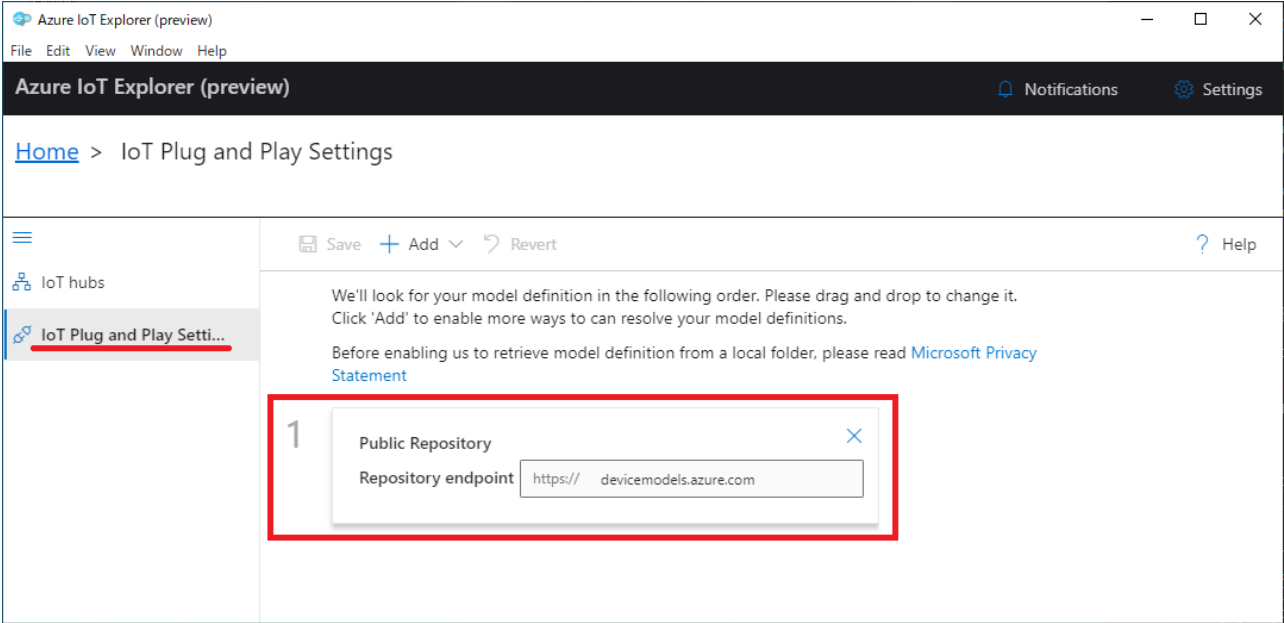 Azure IoT Explorer (preview)
File Edit View Window Help
Azure IoT Explorer (preview) Notifications Settings
Home > IoT Plug and Play Settings
Save Add Revert ? Help
IoT hubs
IoT Plug and Play Setti...
We'll look for your model definition in the following order. Please drag and drop to change it.
Click 'Add' to enable more ways to can resolve your model definitions.
Before enabling us to retrieve model definition from a local folder, please read Microsoft Privacy
Statement
1
Public Repository
Repository endpoint https:// devicemodels.azure.com